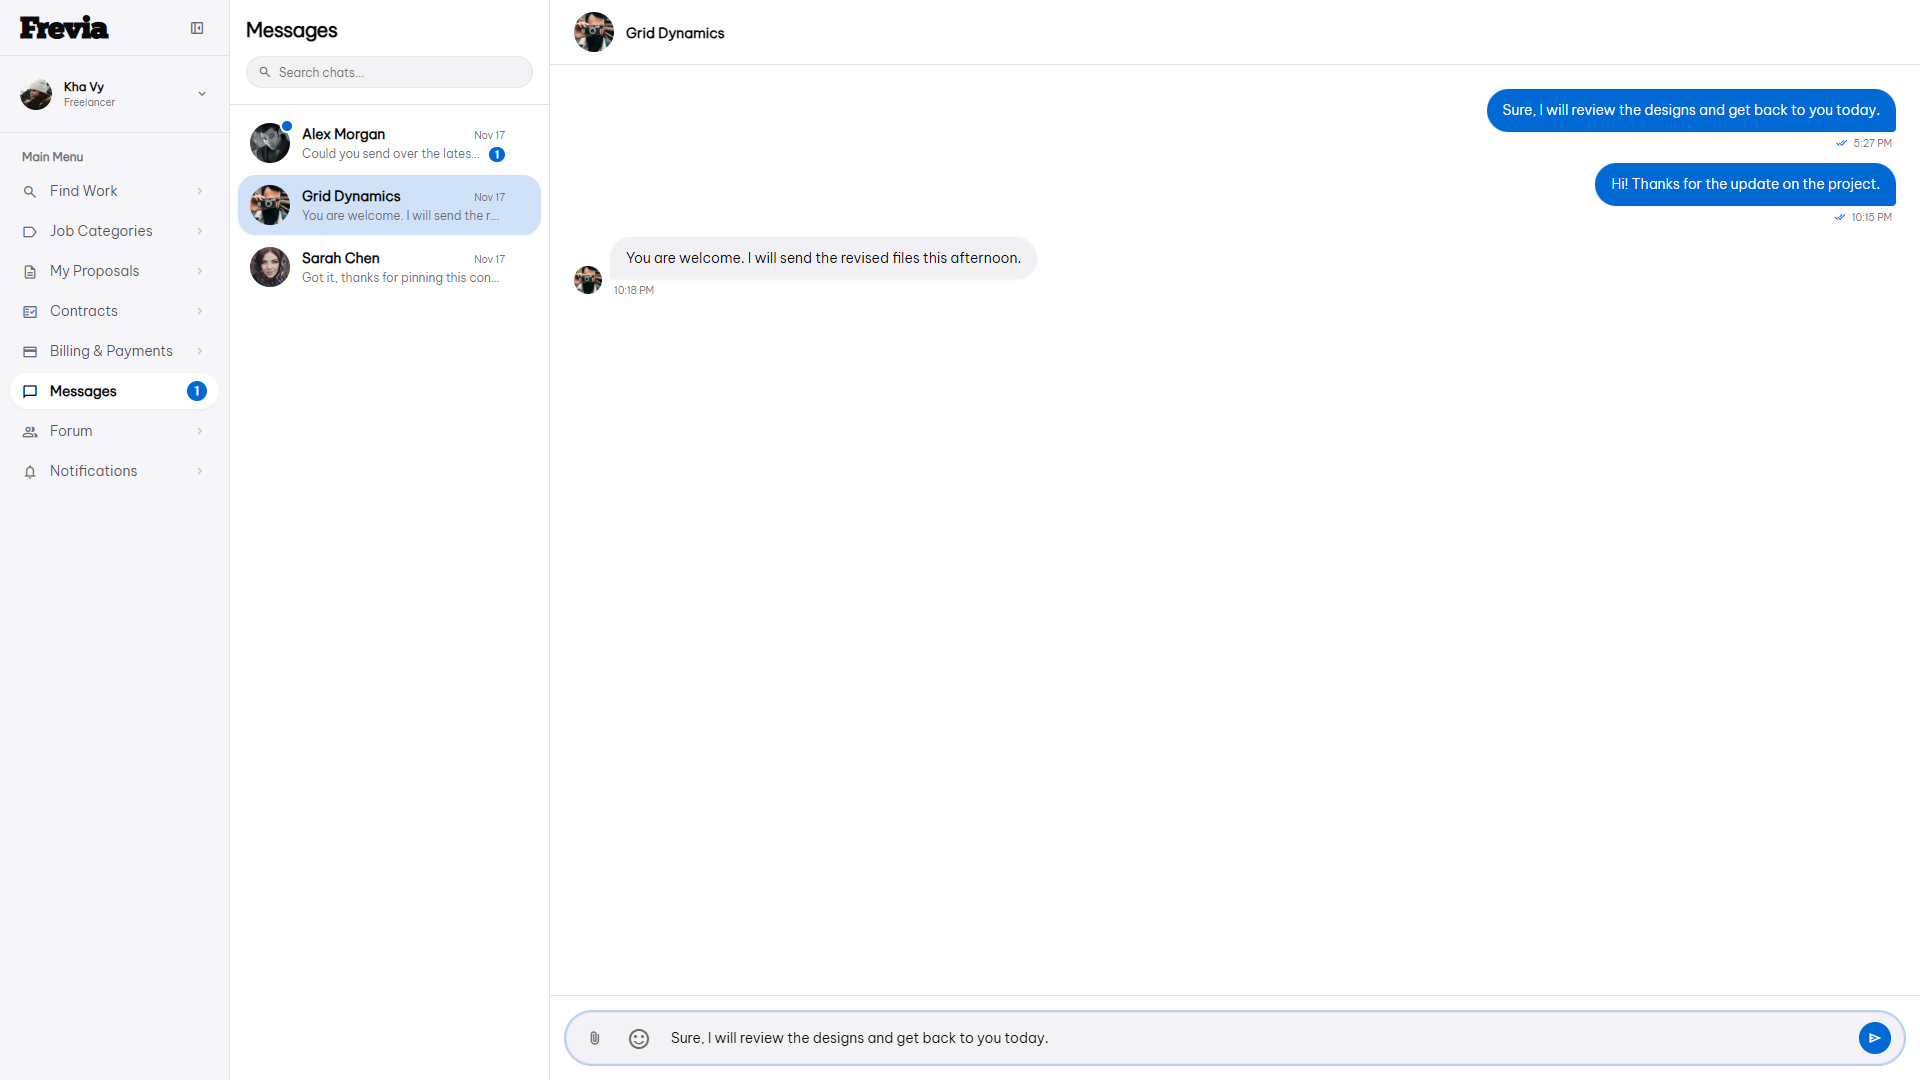 Frevia
Kha Vy
Freelancer
Main Menu
Find Work
Job Categories
My Proposals
Contracts
Billing & Payments
Messages
1
Forum
Notifications
Messages
Search chats...
Alex Morgan
Nov 17
Could you send over the lates...
1
Grid Dynamics
Nov 17
You are welcome. I will send the r...
Sarah Chen
Nov 17
Got it, thanks for pinning this con...
Grid Dynamics
Sure, I will review the designs and get back to you today.
5:27 PM
Hi! Thanks for the update on the project.
10:15 PM
You are welcome. I will send the revised files this afternoon.
10:18 PM
Sure, I will review the designs and get back to you today.